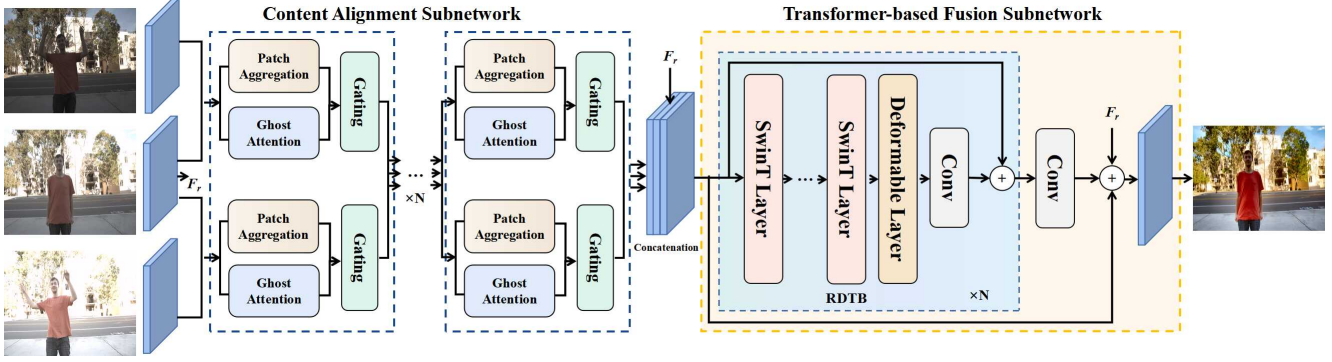 Content Alignment Subnetwork
Transformer-based Fusion Subnetwork
F_r
Patch
Aggregation
Ghost
Attention
Gating
Patch
Aggregation
Ghost
Attention
Gating
...
×N
Patch
Aggregation
Ghost
Attention
Gating
Patch
Aggregation
Ghost
Attention
Gating
F_r
Concatenation
SwinT Layer
...
SwinT Layer
Deformable Layer
Conv
+
RDTB
×N
Conv
F_r
+